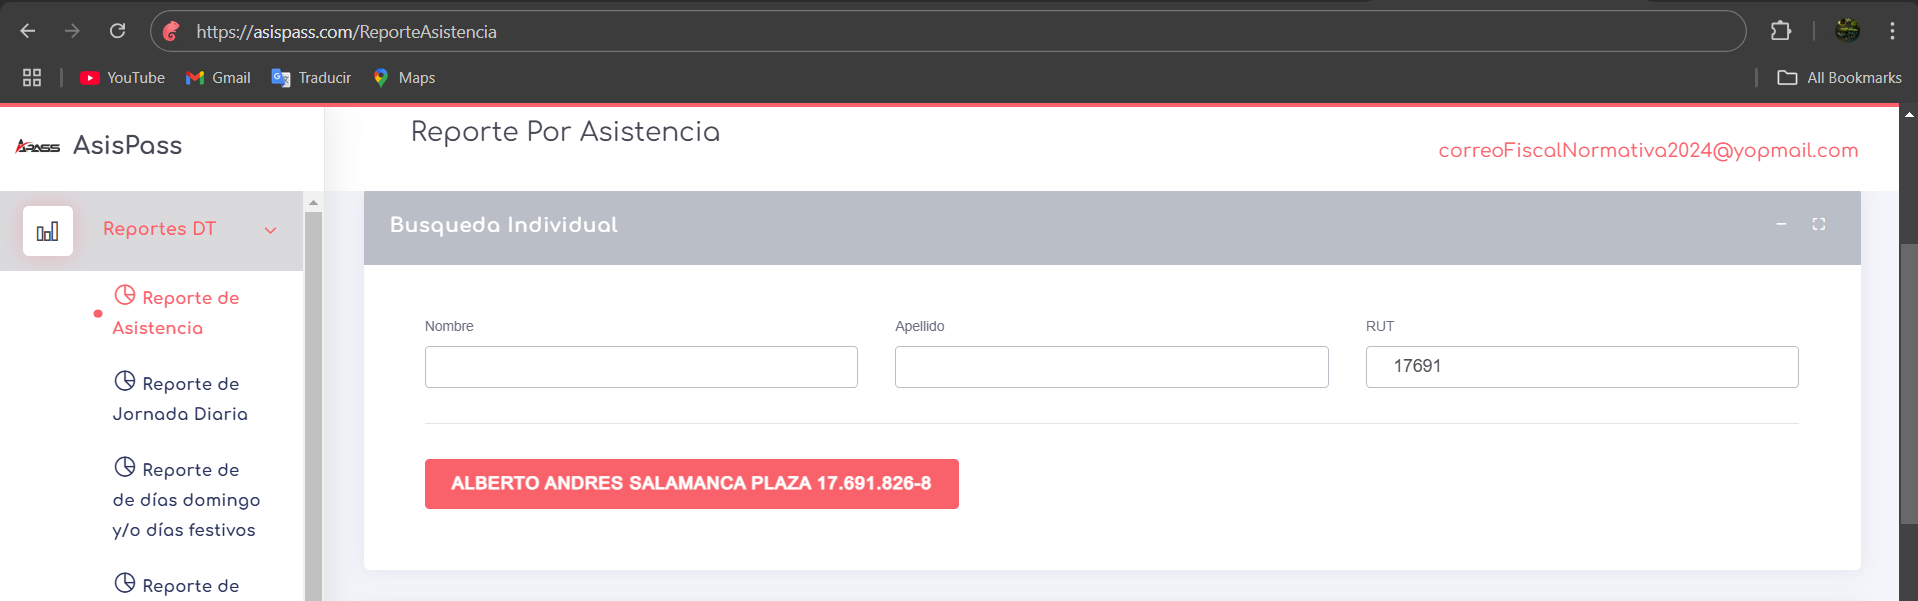 https://asispass.com/ReporteAsistencia
YouTube
Gmail
Traducir
Maps
All Bookmarks
APASS
AsisPass
Reporte Por Asistencia
correoFiscalNormativa2024@yopmail.com
Reportes DT
Reporte de
Asistencia
Reporte de
Jornada Diaria
Reporte de
de días domingo
y/o días festivos
Reporte de
Busqueda Individual
Nombre
Apellido
RUT
17691
ALBERTO ANDRES SALAMANCA PLAZA 17.691.826-8